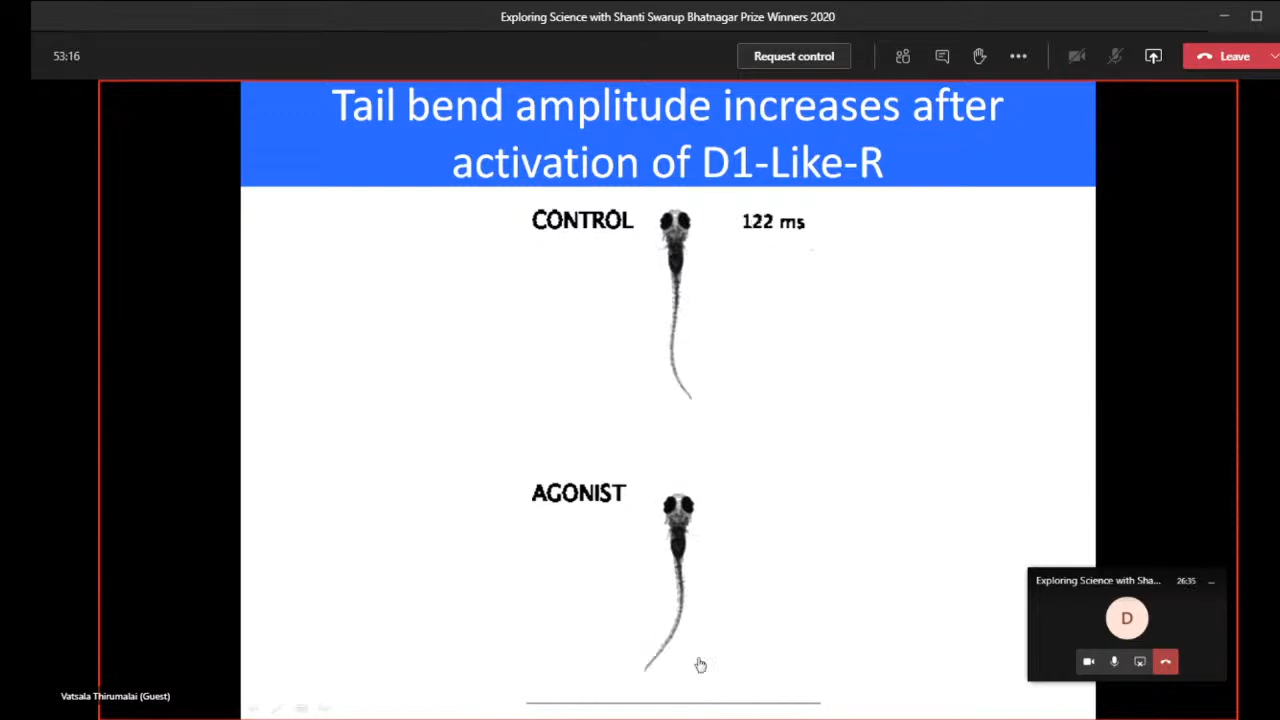 Exploring Science with Shanti Swarup Bhatnagar Prize Winners 2020
53:16
Request control
Leave
Tail bend amplitude increases after
activation of D1-Like-R
CONTROL
122 ms
AGONIST
Exploring Science with Sha...
26:35
D
Vatsala Thirumalai (Guest)